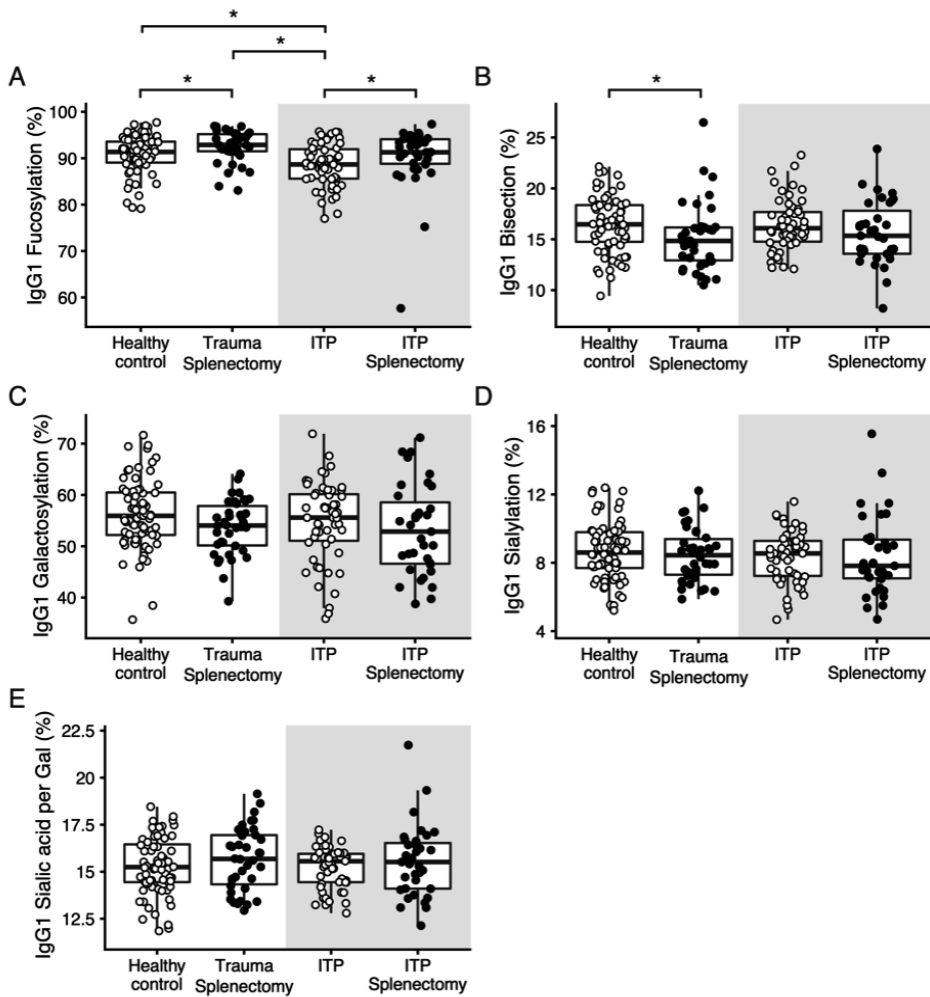 *
*
A
*
*
IgG1 Fucosylation (%)
100
90
80
70
60
Healthy
control
Trauma
Splenectomy
ITP
ITP
Splenectomy
B
*
IgG1 Bisection (%)
25
20
15
10
Healthy
control
Trauma
Splenectomy
ITP
ITP
Splenectomy
C
IgG1 Galactosylation (%)
70
60
50
40
Healthy
control
Trauma
Splenectomy
ITP
ITP
Splenectomy
D
IgG1 Sialylation (%)
16
12
8
4
Healthy
control
Trauma
Splenectomy
ITP
ITP
Splenectomy
E
IgG1 Sialic acid per Gal (%)
22.5
20
17.5
15
12.5
Healthy
control
Trauma
Splenectomy
ITP
ITP
Splenectomy